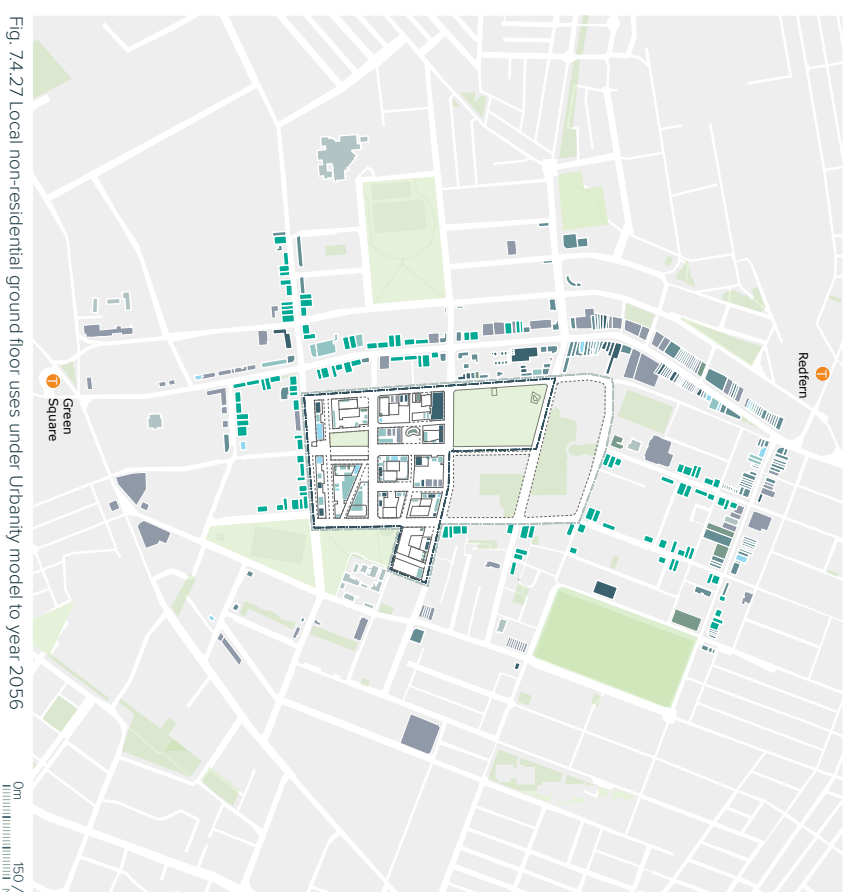 Redfern
T
T
Green
Square
Fig. 7.4.27 Local non-residential ground floor uses under Urbanity model to year 2056
0m
150